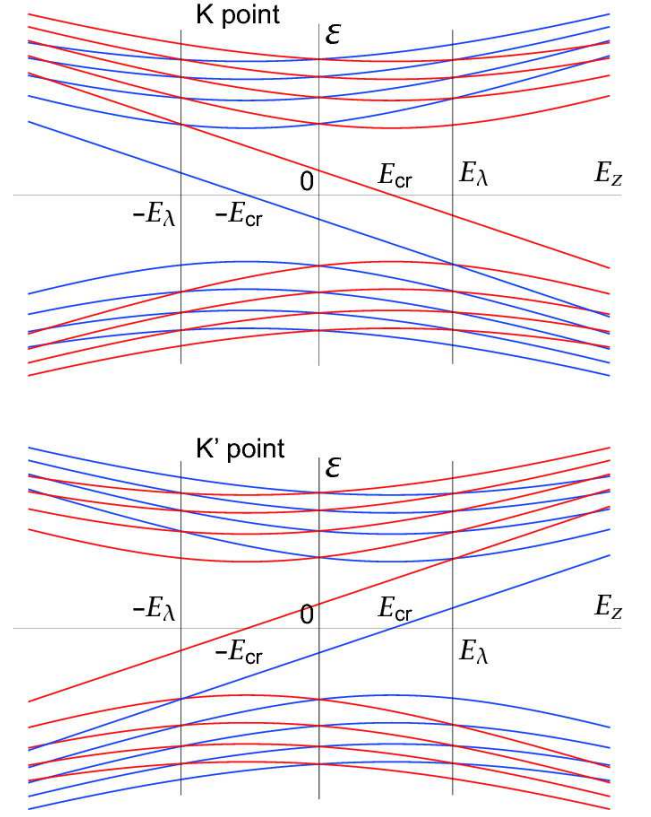 K point
ε
0 E_cr E_λ E_Z
–E_λ –E_cr
K' point
ε
–E_λ 0 E_cr E_Z
–E_cr E_λ